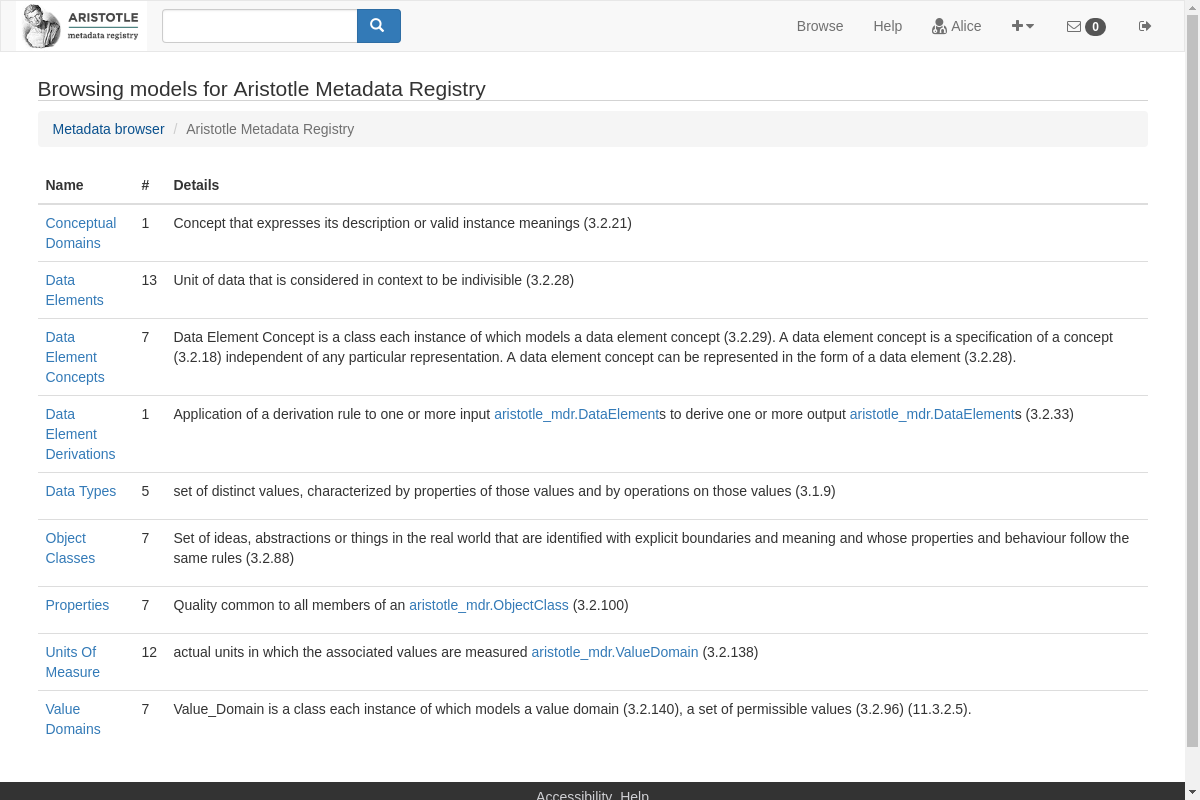 ARISTOTLE
metadata registry
Browse Help Alice 0
Browsing models for Aristotle Metadata Registry
Metadata browser / Aristotle Metadata Registry
Name # Details
Conceptual Domains 1 Concept that expresses its description or valid instance meanings (3.2.21)
Data Elements 13 Unit of data that is considered in context to be indivisible (3.2.28)
Data Element Concepts 7 Data Element Concept is a class each instance of which models a data element concept (3.2.29). A data element concept is a specification of a concept
(3.2.18) independent of any particular representation. A data element concept can be represented in the form of a data element (3.2.28).
Data Element Derivations 1 Application of a derivation rule to one or more input aristotle_mdr.DataElements to derive one or more output aristotle_mdr.DataElements (3.2.33)
Data Types 5 set of distinct values, characterized by properties of those values and by operations on those values (3.1.9)
Object Classes 7 Set of ideas, abstractions or things in the real world that are identified with explicit boundaries and meaning and whose properties and behaviour follow the
same rules (3.2.88)
Properties 7 Quality common to all members of an aristotle_mdr.ObjectClass (3.2.100)
Units Of Measure 12 actual units in which the associated values are measured aristotle_mdr.ValueDomain (3.2.138)
Value Domains 7 Value_Domain is a class each instance of which models a value domain (3.2.140), a set of permissible values (3.2.96) (11.3.2.5).
Accessibility Help